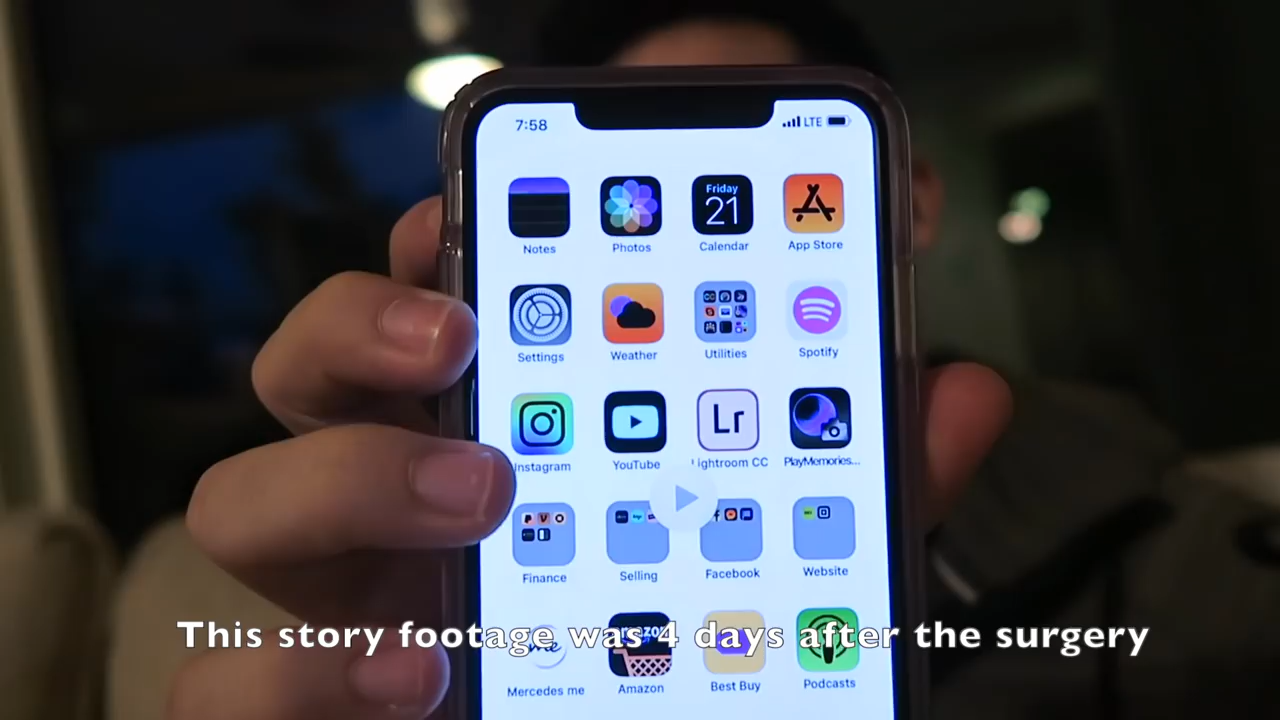 7:58 LTE
Friday
21
Notes Photos Calendar App Store
Settings Weather Utilities Spotify
Lr
Instagram YouTube Lightroom CC PlayMemories...
Finance Selling Facebook Website
This story footage was 4 days after the surgery
me amazon
Mercedes me Amazon Best Buy Podcasts